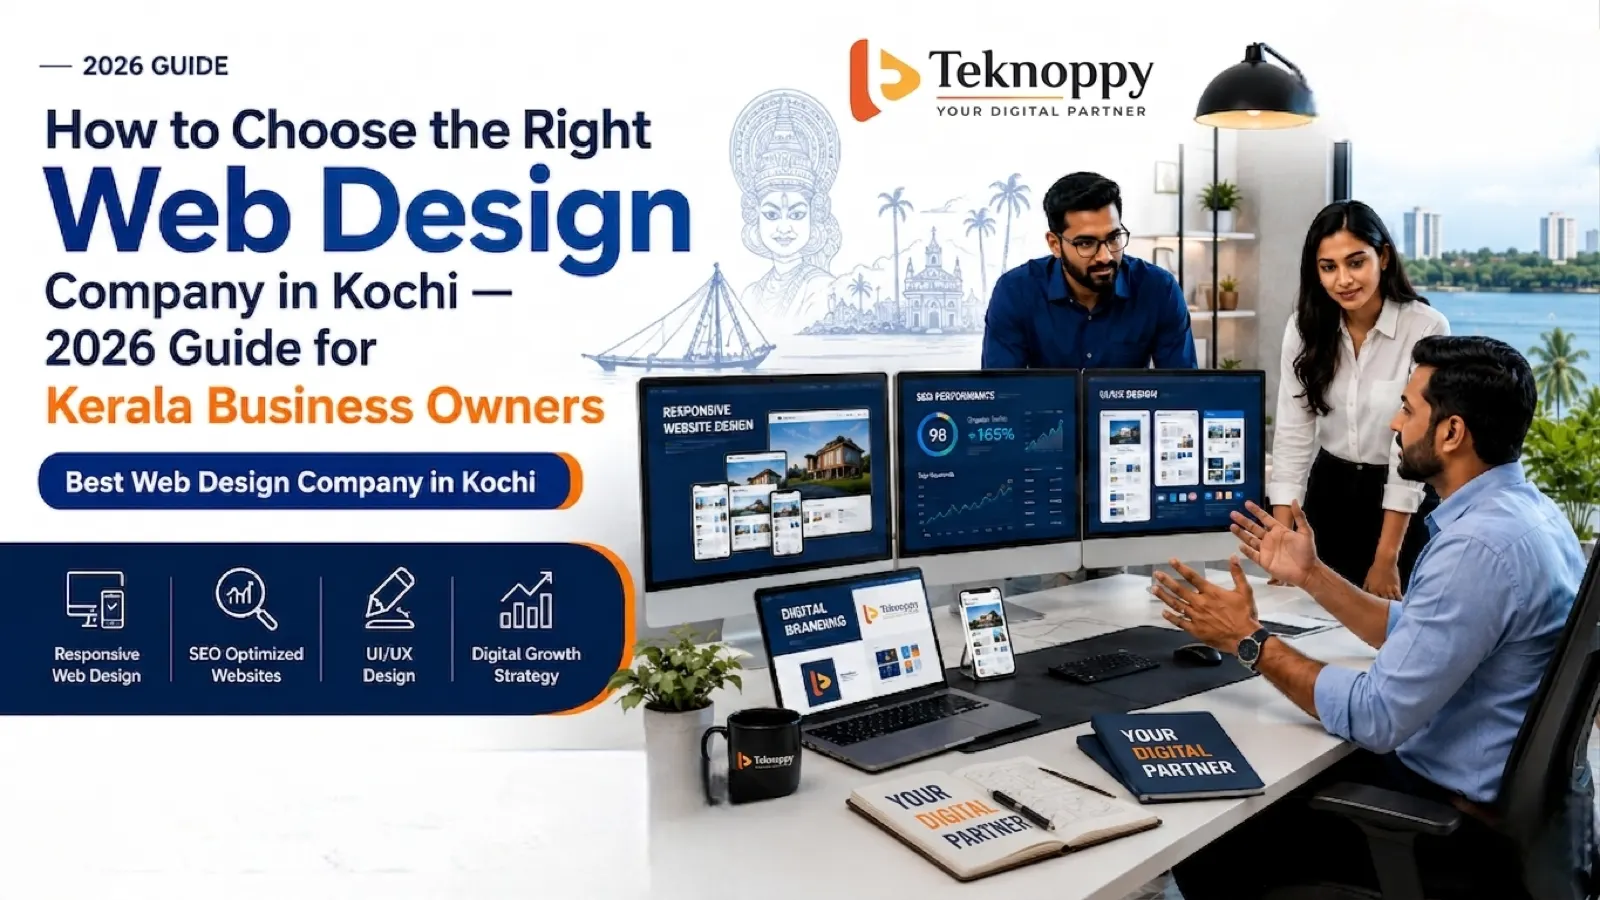 2026 GUIDE
How to Choose the Right
Web Design
Company in Kochi —
2026 Guide for
Kerala Business Owners
Best Web Design Company in Kochi
Responsive
Web Design
SEO Optimized
Websites
UI/UX
Design
Digital Growth
Strategy
Teknoppy
YOUR DIGITAL PARTNER
RESPONSIVE
WEBSITE DESIGN
SEO PERFORMANCE
98
+165%
DESIGN
DIGITAL
BRANDING
Teknoppy
Teknoppy
YOUR
DIGITAL
PARTNER
YOUR
DIGITAL
PARTNER